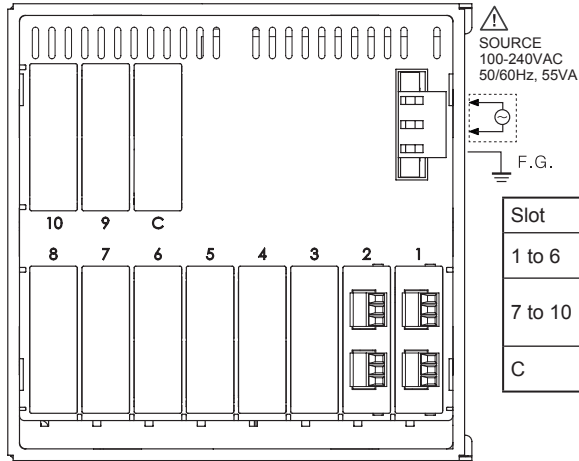 SOURCE
100-240VAC
50/60Hz, 55VA
F.G.
10 9 C
8 7 6 5 4 3 2 1
Slot
1 to 6
7 to 10
C